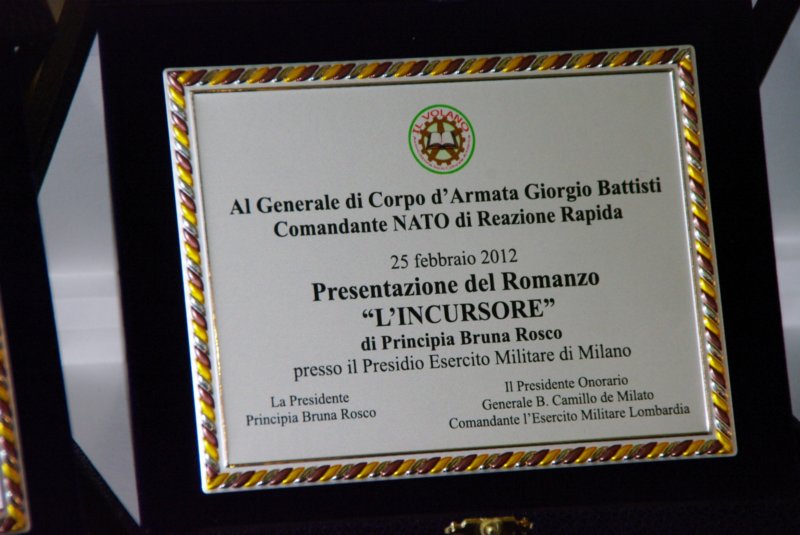 IL VOLANO
Al Generale di Corpo d'Armata Giorgio Battisti
Comandante NATO di Reazione Rapida
25 febbraio 2012
Presentazione del Romanzo
“L'INCURSORE”
di Principia Bruna Rosco
presso il Presidio Esercito Militare di Milano
La Presidente
Principia Bruna Rosco
Il Presidente Onorario
Generale B. Camillo de Milato
Comandante l'Esercito Militare Lombardia